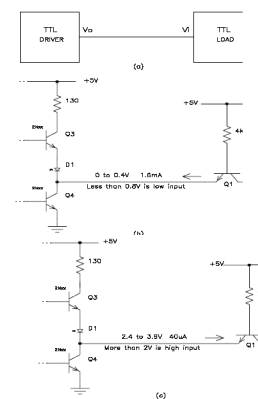 TTL DRIVER
Vo
Vi
TTL LOAD
(a)
+5V
130
+5V
Q3
4k
D1
0 to 0.4V 1.6mA
Q4
Less than 0.8V is low input
Q1
(b)
+5V
130
Q3
D1
2.4 to 3.9V 40uA
Q4
More than 2V is high input
Q1
(c)